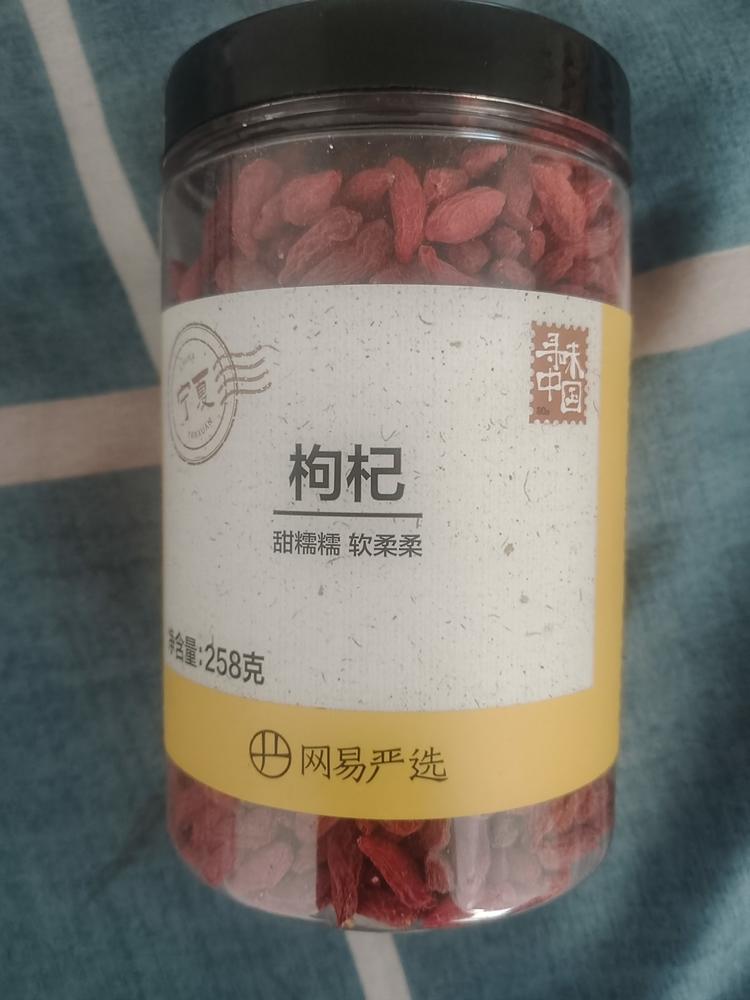 宁夏
YANXUAN
寻味
中国
枸杞
甜糯糯 软柔柔
净含量:258克
网易严选